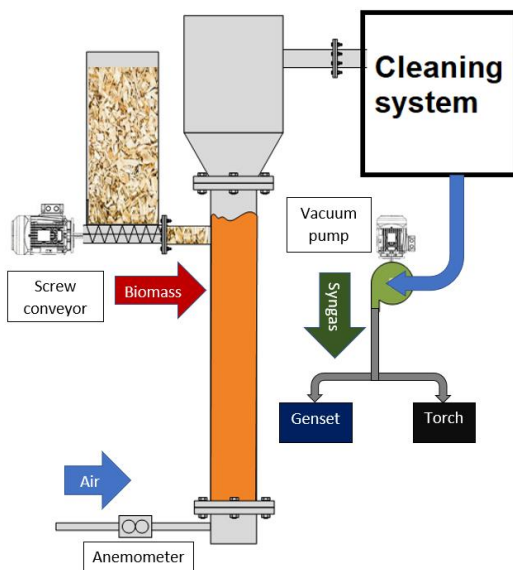 Cleaning
system
Vacuum
pump
Screw
conveyor
Biomass
Syngas
Genset
Torch
Air
Anemometer